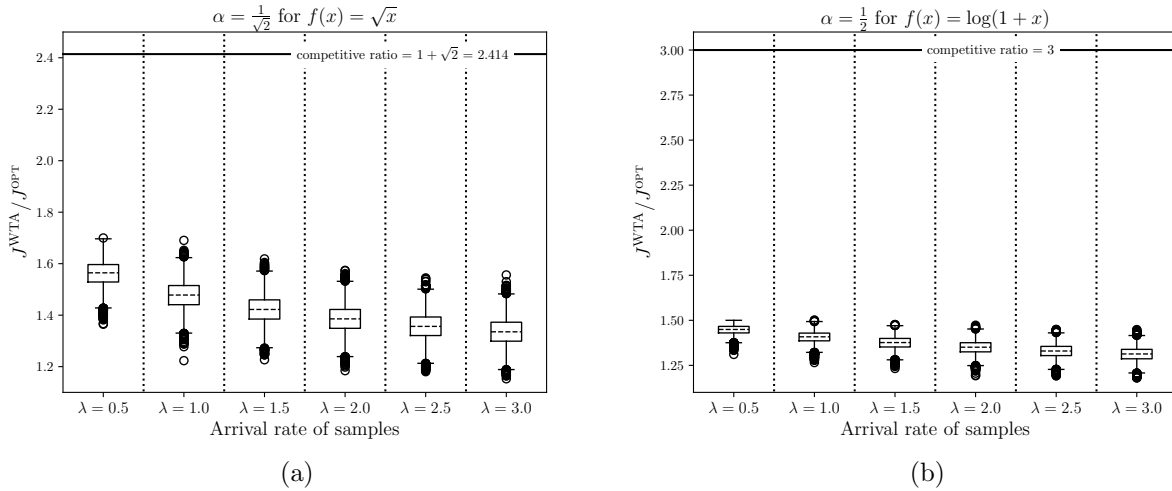 α = 1/√2 for f(x) = √x
competitive ratio = 1 + √2 = 2.414
2.4
2.2
2.0
1.8
1.6
1.4
1.2
J^WTA / J^OPT
λ = 0.5 λ = 1.0 λ = 1.5 λ = 2.0 λ = 2.5 λ = 3.0
Arrival rate of samples
(a)
α = 1/2 for f(x) = log(1 + x)
competitive ratio = 3
3.00
2.75
2.50
2.25
2.00
1.75
1.50
1.25
J^WTA / J^OPT
λ = 0.5 λ = 1.0 λ = 1.5 λ = 2.0 λ = 2.5 λ = 3.0
Arrival rate of samples
(b)